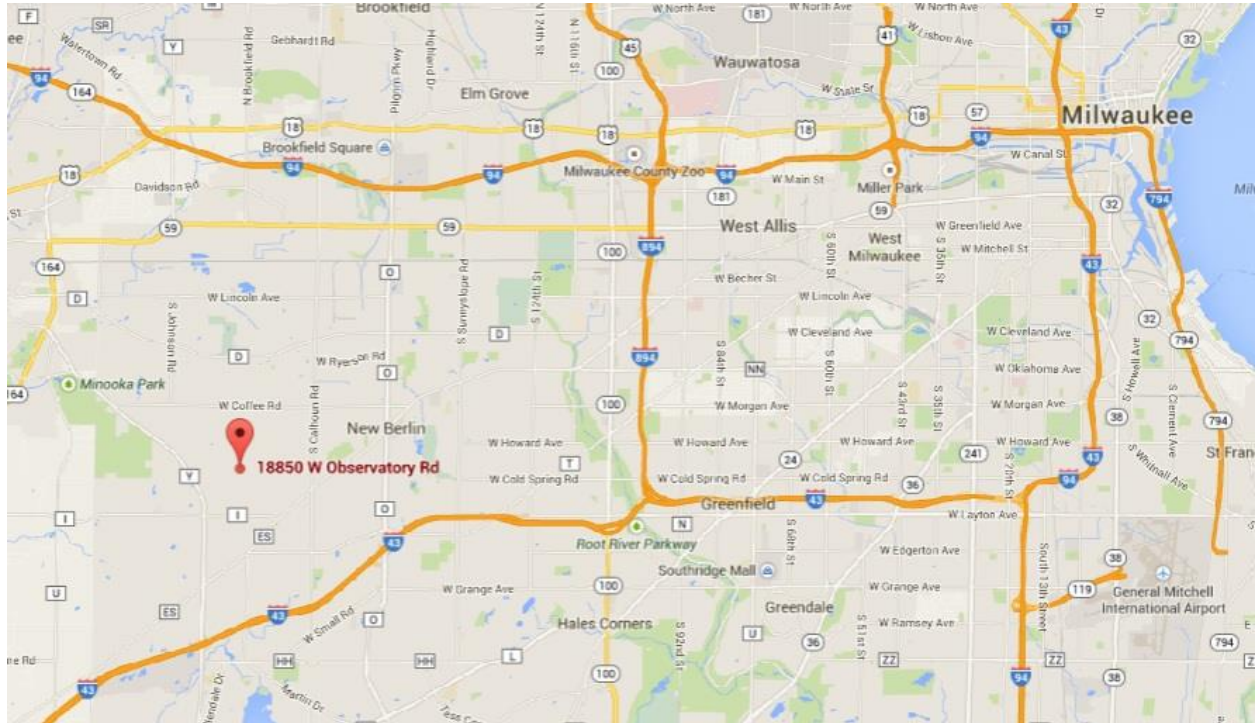 Brookfield
F
SR
Y
Gebhardt Rd
N Brookfield Rd
Pilgrim Pkwy
Highland Dr
N 124th St
N 116th St
45
181
W North Ave
W North Ave
41
W Lisbon Ave
43
32
Watertown Rd
94
164
100
Wauwatosa
Elm Grove
W State St
18
18
18
18
18
57
94
Milwaukee
Brookfield Square
94
94
Milwaukee County Zoo
94
W Main St
Miller Park
W Canal St
18
Davidson Rd
181
59
32
794
59
59
100
894
West Allis
W Greenfield Ave
West Milwaukee
W Mitchell St
S 60th St
S 35th St
164
O
43
W Becher St
D
W Lincoln Ave
S Johnson Rd
S Sunnyslope Rd
S 124th St
D
W Lincoln Ave
W Cleveland Ave
W Cleveland Ave
32
794
D
W Ryerson Rd
O
894
S 84th St
NN
S 60th St
W Oklahoma Ave
S Howell Ave
S Clement Ave
164
Minooka Park
W Coffee Rd
S Calhoun Rd
New Berlin
100
W Morgan Ave
S 43rd St
S 35th St
W Morgan Ave
38
794
W Howard Ave
W Howard Ave
W Howard Ave
43
S Whitnall Ave
St Fran
18850 W Observatory Rd
T
24
241
Y
W Cold Spring Rd
W Cold Spring Rd
36
S 20th St
94
Greenfield
43
I
I
O
ES
43
N
W Layton Ave
Root River Parkway
S 68th St
W Edgerton Ave
38
Southridge Mall
South 13th Street
119
General Mitchell International Airport
U
W Grange Ave
100
W Grange Ave
ES
43
W Small Rd
O
Hales Corners
S 92nd St
Greendale
U
36
S 51st St
W Ramsey Ave
E
794
HH
HH
L
ZZ
ZZ
43
100
94
38
Martin Dr